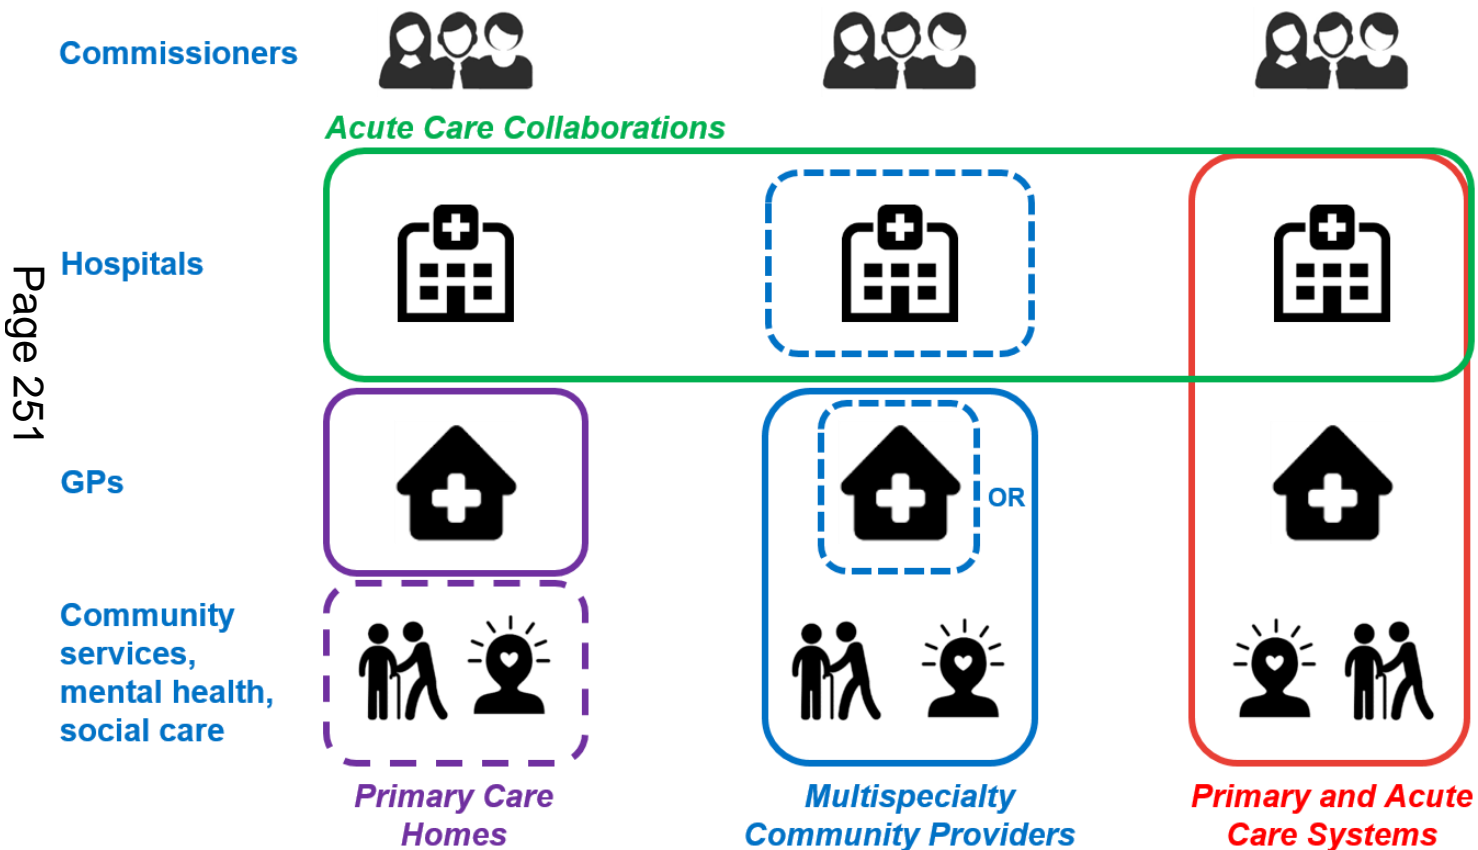 Commissioners
Acute Care Collaborations
Hospitals
Page 251
GPs
OR
Community
services,
mental health,
social care
Primary Care
Homes
Multispecialty
Community Providers
Primary and Acute
Care Systems